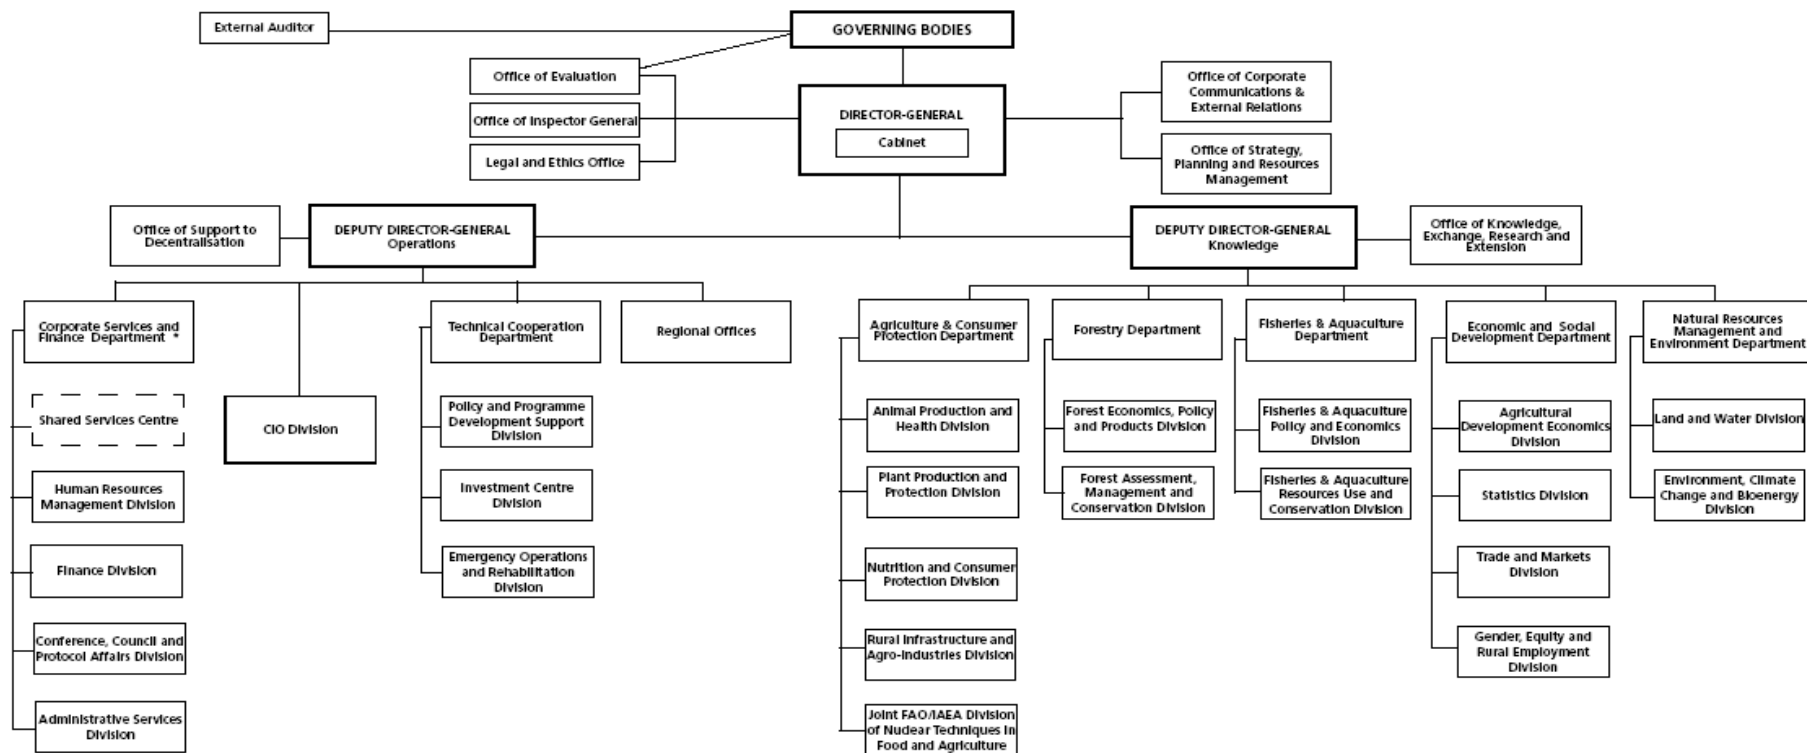 External Auditor
GOVERNING BODIES
Office of Evaluation
Office of Inspector General
Legal and Ethics Office
DIRECTOR-GENERAL
Cabinet
Office of Corporate
Communications &
External Relations
Office of Strategy,
Planning and Resources
Management
Office of Support to
Decentralisation
DEPUTY DIRECTOR-GENERAL
Operations
DEPUTY DIRECTOR-GENERAL
Knowledge
Office of Knowledge,
Exchange, Research and
Extension
Corporate Services and
Finance Department *
Shared Services Centre
Human Resources
Management Division
Finance Division
Conference, Council and
Protocol Affairs Division
Administrative Services
Division
CIO Division
Technical Cooperation
Department
Policy and Programme
Development Support
Division
Investment Centre
Division
Emergency Operations
and Rehabilitation
Division
Regional Offices
Agriculture & Consumer
Protection Department
Animal Production and
Health Division
Plant Production and
Protection Division
Nutrition and Consumer
Protection Division
Rural Infrastructure and
Agro-Industries Division
Joint FAO/IAEA Division
of Nuclear Techniques in
Food and Agriculture
Forestry Department
Forest Economics, Policy
and Products Division
Forest Assessment,
Management and
Conservation Division
Fisheries & Aquaculture
Department
Fisheries & Aquaculture
Policy and Economics
Division
Fisheries & Aquaculture
Resources Use and
Conservation Division
Economic and Social
Development Department
Agricultural
Development Economics
Division
Statistics Division
Trade and Markets
Division
Gender, Equity and
Rural Employment
Division
Natural Resources
Management and
Environment Department
Land and Water Division
Environment, Climate
Change and Bioenergy
Division